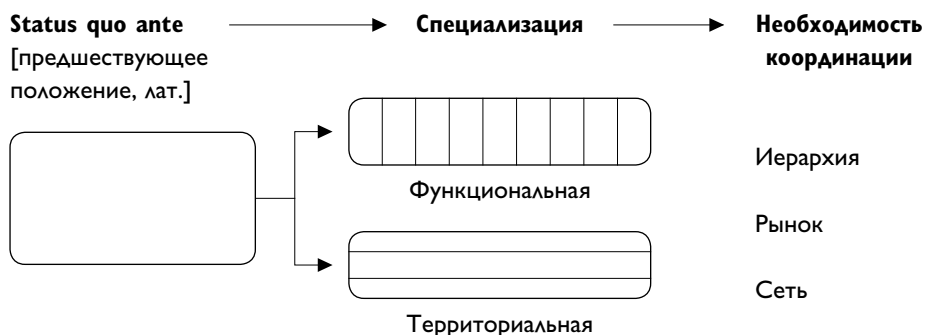 Status quo ante
[предшествующее
положение, лат.]
Специализация
Необходимость
координации
Функциональная
Территориальная
Иерархия
Рынок
Сеть